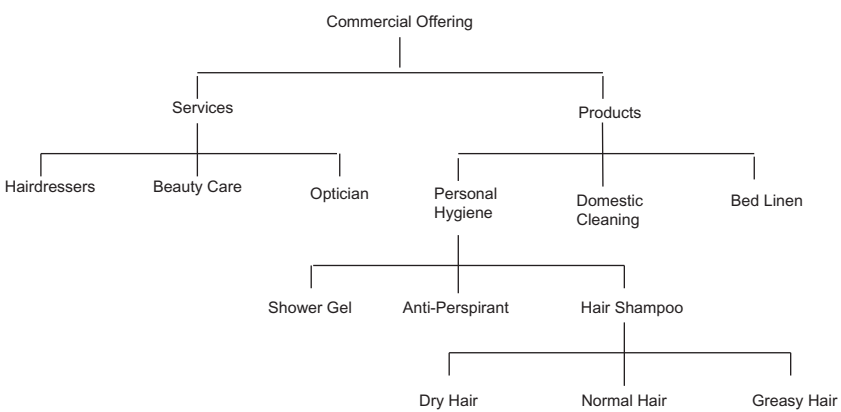 Commercial Offering
Services
Products
Hairdressers
Beauty Care
Optician
Personal
Hygiene
Domestic
Cleaning
Bed Linen
Shower Gel
Anti-Perspirant
Hair Shampoo
Dry Hair
Normal Hair
Greasy Hair